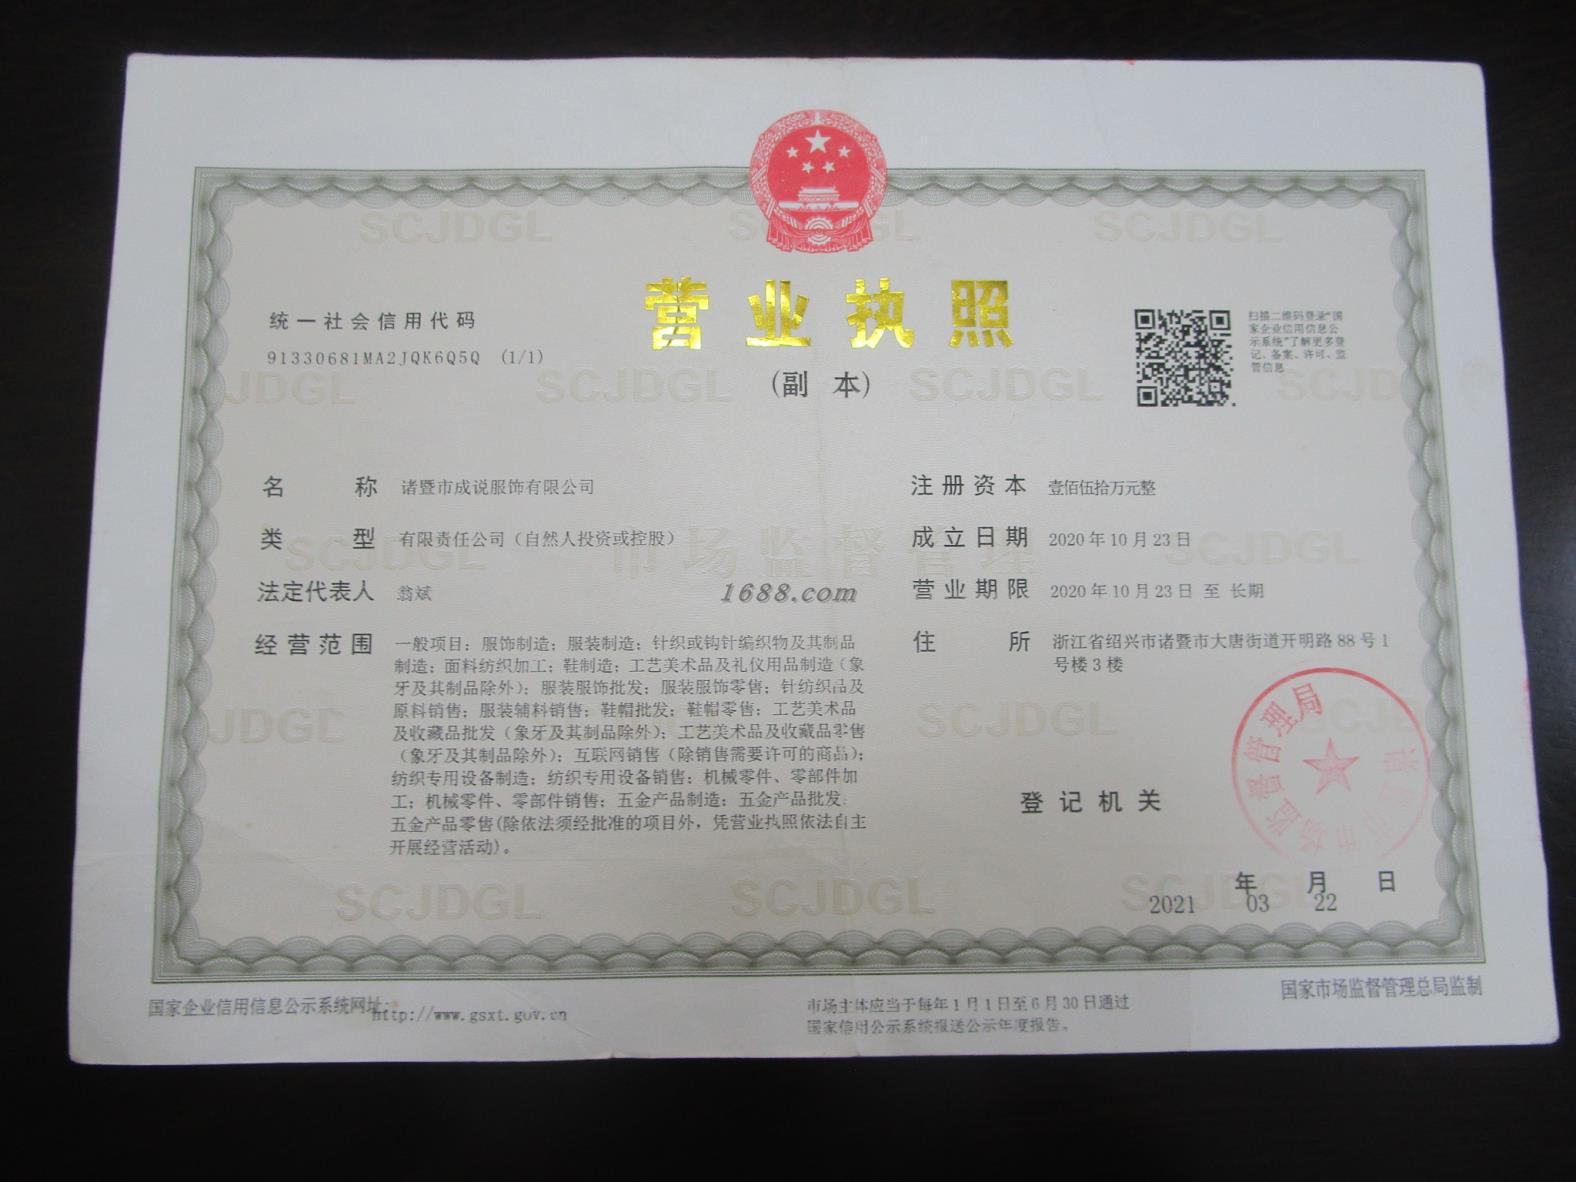 统一社会信用代码
91330681MA2JQK6Q5Q (1/1)
营业执照
(副 本)
扫描二维码登录“国
家企业信用信息公
示系统”了解更多登
记、备案、许可、监
管信息
名 称 诸暨市成说服饰有限公司
类 型 有限责任公司（自然人投资或控股）
法定代表人 翁斌
经营范围 一般项目：服饰制造；服装制造；针织或钩针编织物及其制品
制造；面料纺织加工；鞋制造；工艺美术品及礼仪用品制造（象
牙及其制品除外）；服装服饰批发；服装服饰零售；针纺织品及
原料销售；服装辅料销售；鞋帽批发；鞋帽零售；工艺美术品
及收藏品批发（象牙及其制品除外）；工艺美术品及收藏品零售
（象牙及其制品除外）；互联网销售（除销售需要许可的商品）；
纺织专用设备制造；纺织专用设备销售；机械零件、零部件加
工；机械零件、零部件销售；五金产品制造；五金产品批发；
五金产品零售(除依法须经批准的项目外，凭营业执照依法自主
开展经营活动)。
注册资本 壹佰伍拾万元整
成立日期 2020年10月23日
营业期限 2020年10月23日 至 长期
住 所 浙江省绍兴市诸暨市大唐街道开明路88号1
号楼3楼
1688.com
市场监督管理
SCJDGL
登记机关
市场监督管理局
年 月 日
2021 03 22
国家企业信用信息公示系统网址：http://www.gsxt.gov.cn
市场主体应当于每年1月1日至6月30日通过
国家信用公示系统报送公示年度报告。
国家市场监督管理总局监制